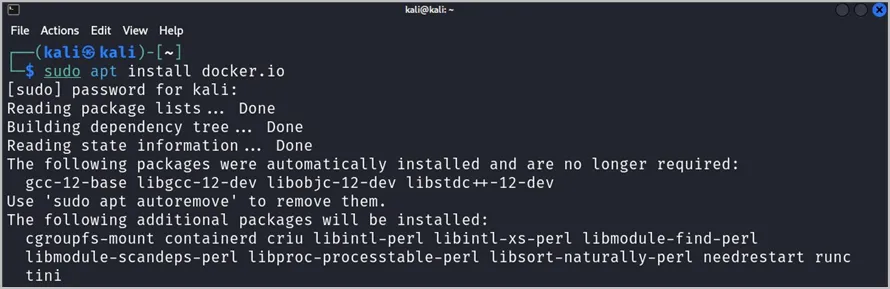 kali@kali: ~
File Actions Edit View Help
┌──(kali㉿kali)-[~]
└─$ sudo apt install docker.io
[sudo] password for kali:
Reading package lists... Done
Building dependency tree... Done
Reading state information... Done
The following packages were automatically installed and are no longer required:
gcc-12-base libgcc-12-dev libobjc-12-dev libstdc++-12-dev
Use 'sudo apt autoremove' to remove them.
The following additional packages will be installed:
cgroupfs-mount containerd criu libintl-perl libintl-xs-perl libmodule-find-perl
libmodule-scandeps-perl libproc-processtable-perl libsort-naturally-perl needrestart runc
tini